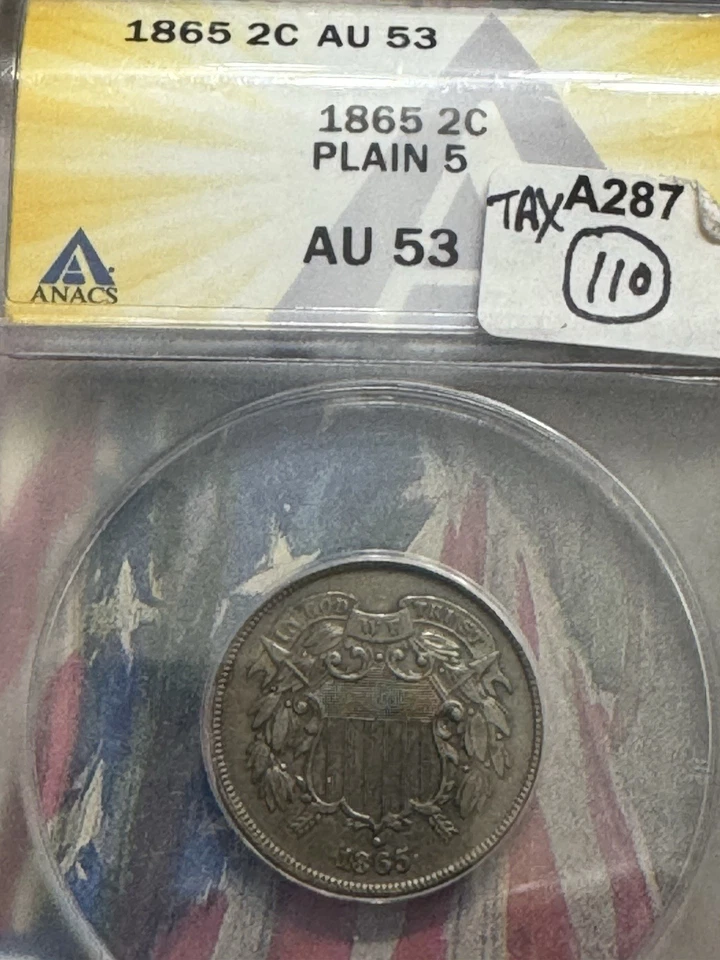 1865 2C AU 53
1865 2C
PLAIN 5
AU 53
ANACS
TAX A287
110
IN GOD WE TRUST
1865